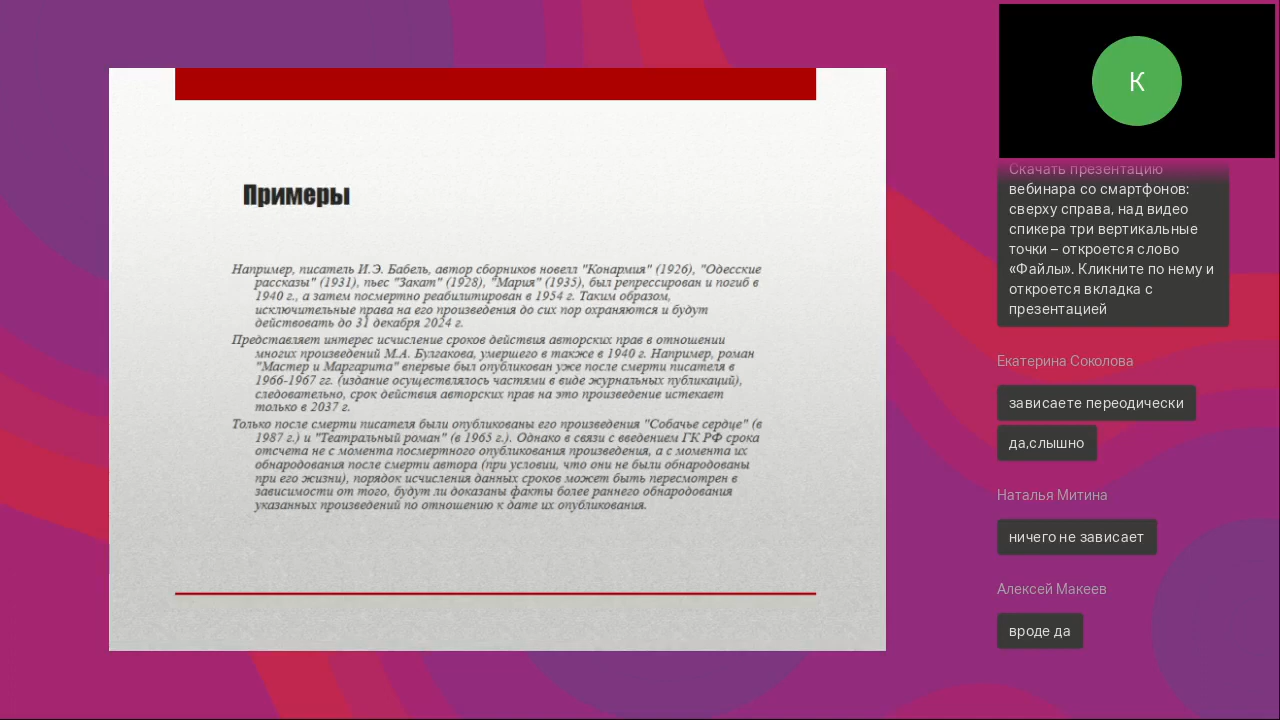 Примеры
Например, писатель И.Э. Бабель, автор сборников новелл "Конармия" (1926), "Одесские
рассказы" (1931), пьес "Закат" (1928), "Мария" (1935), был репрессирован и погиб в
1940 г., а затем посмертно реабилитирован в 1954 г. Таким образом,
исключительные права на его произведения до сих пор охраняются и будут
действовать до 31 декабря 2024 г.
Представляет интерес исчисление сроков действия авторских прав в отношении
многих произведений М.А. Булгакова, умершего в также в 1940 г. Например, роман
"Мастер и Маргарита" впервые был опубликован уже после смерти писателя в
1966-1967 гг. (издание осуществлялось частями в виде журнальных публикаций),
следовательно, срок действия авторских прав на это произведение истекает
только в 2037 г.
Только после смерти писателя были опубликованы его произведения "Собачье сердце" (в
1987 г.) и "Театральный роман" (в 1965 г.). Однако в связи с введением ГК РФ срока
отсчета не с момента посмертного опубликования произведения, а с момента их
обнародования после смерти автора (при условии, что они не были обнародованы
при его жизни), порядок исчисления данных сроков может быть пересмотрен в
зависимости от того, будут ли доказаны факты более раннего обнародования
указанных произведений по отношению к дате их опубликования.
К
Скачать презентацию
вебинара со смартфонов:
сверху справа, над видео
спикера три вертикальные
точки – откроется слово
«Файлы». Кликните по нему и
откроется вкладка с
презентацией
Екатерина Соколова
зависаете переодически
да,слышно
Наталья Митина
ничего не зависает
Алексей Макеев
вроде да